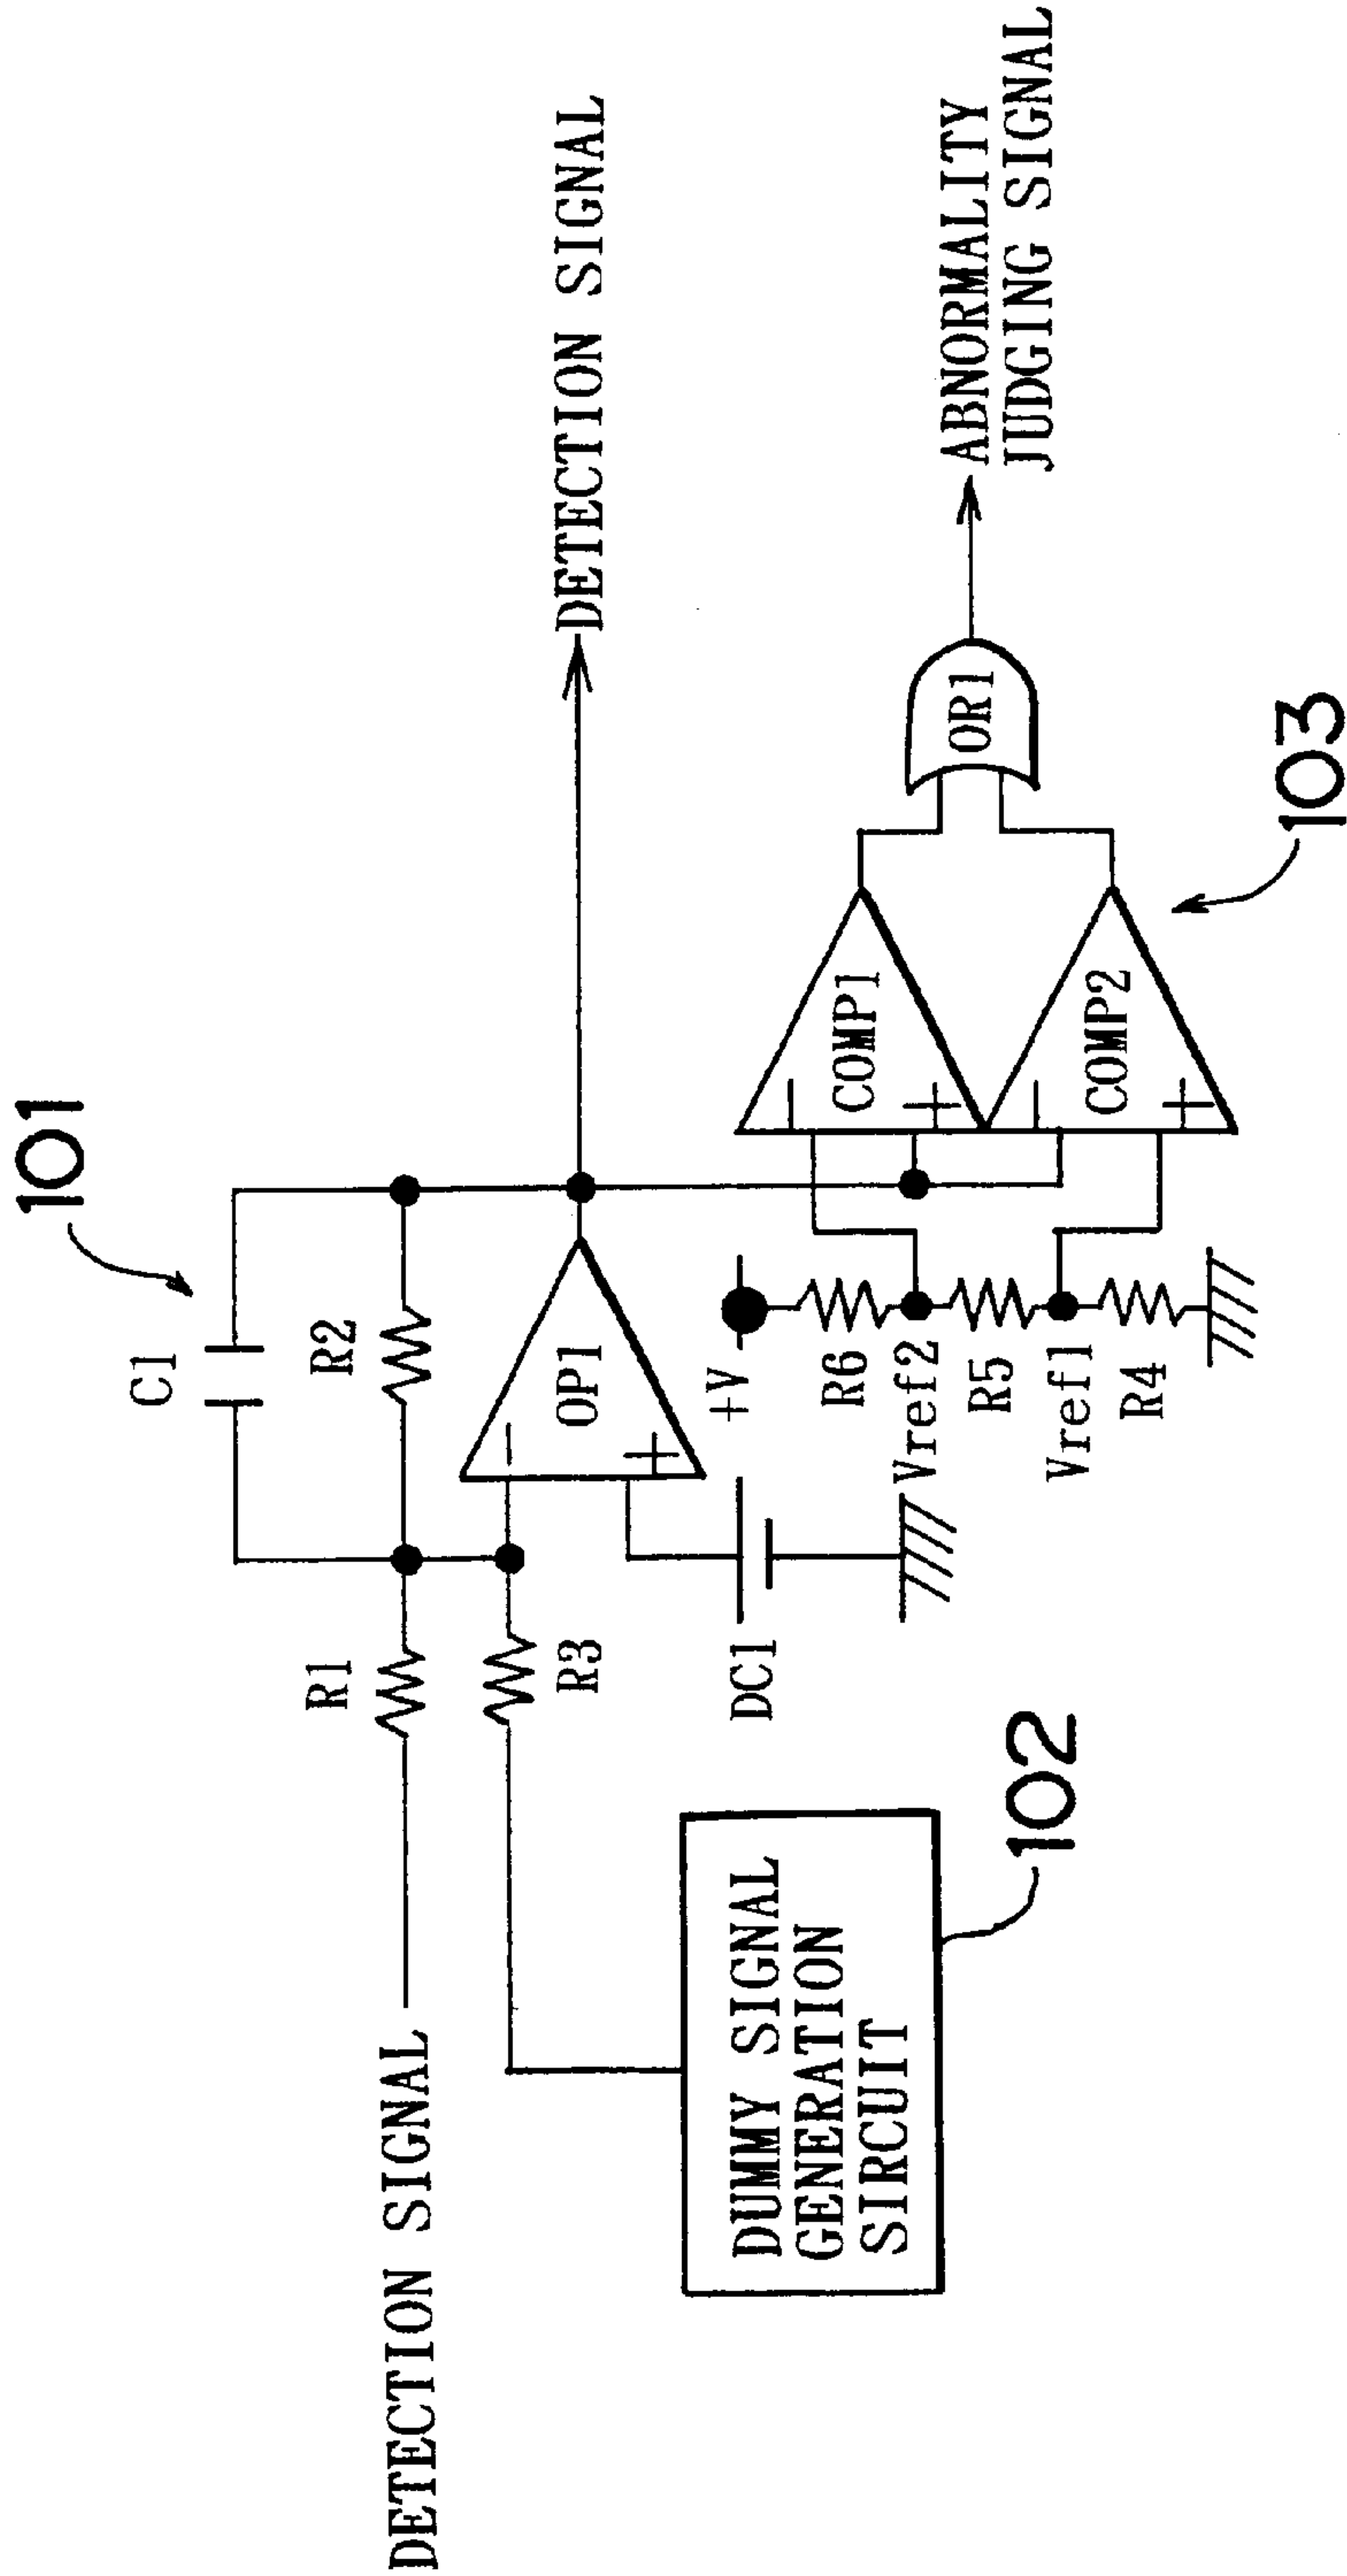 101
C1
R2
R1
DETECTION SIGNAL
OP1
DETECTION SIGNAL
R3
DC1
DUMMY SIGNAL
GENERATION
SIRCUIT
102
+V
R6
Vref2
R5
Vref1
R4
COMP1
COMP2
OR1
ABNORMALITY
JUDGING SIGNAL
103